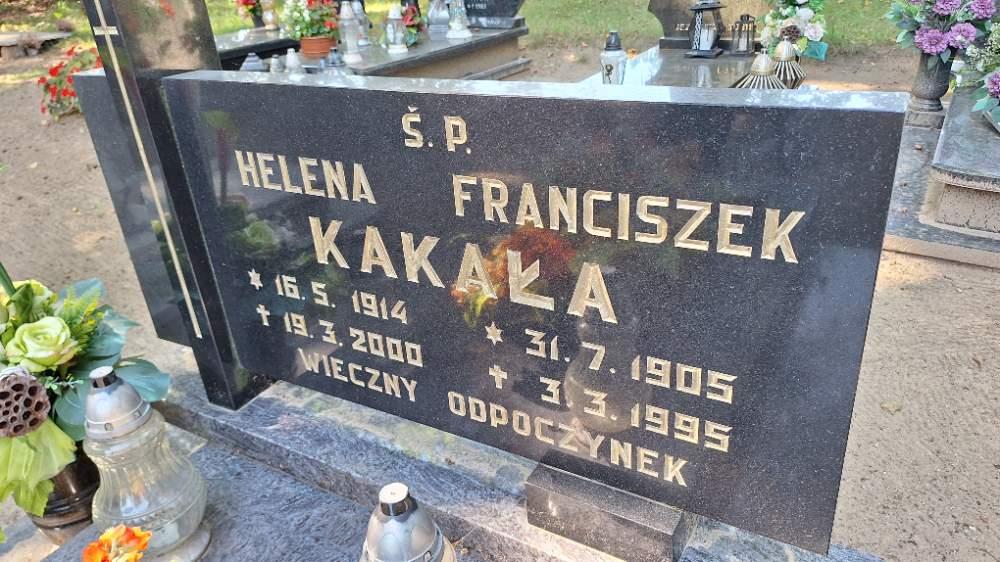 Ś. P.
HELENA FRANCISZEK
KAKAŁA
✶ 16. 5. 1914 ✶ 31. 7. 1905
✝ 19. 3. 2000 ✝ 3. 3. 1995
WIECZNY ODPOCZYNEK